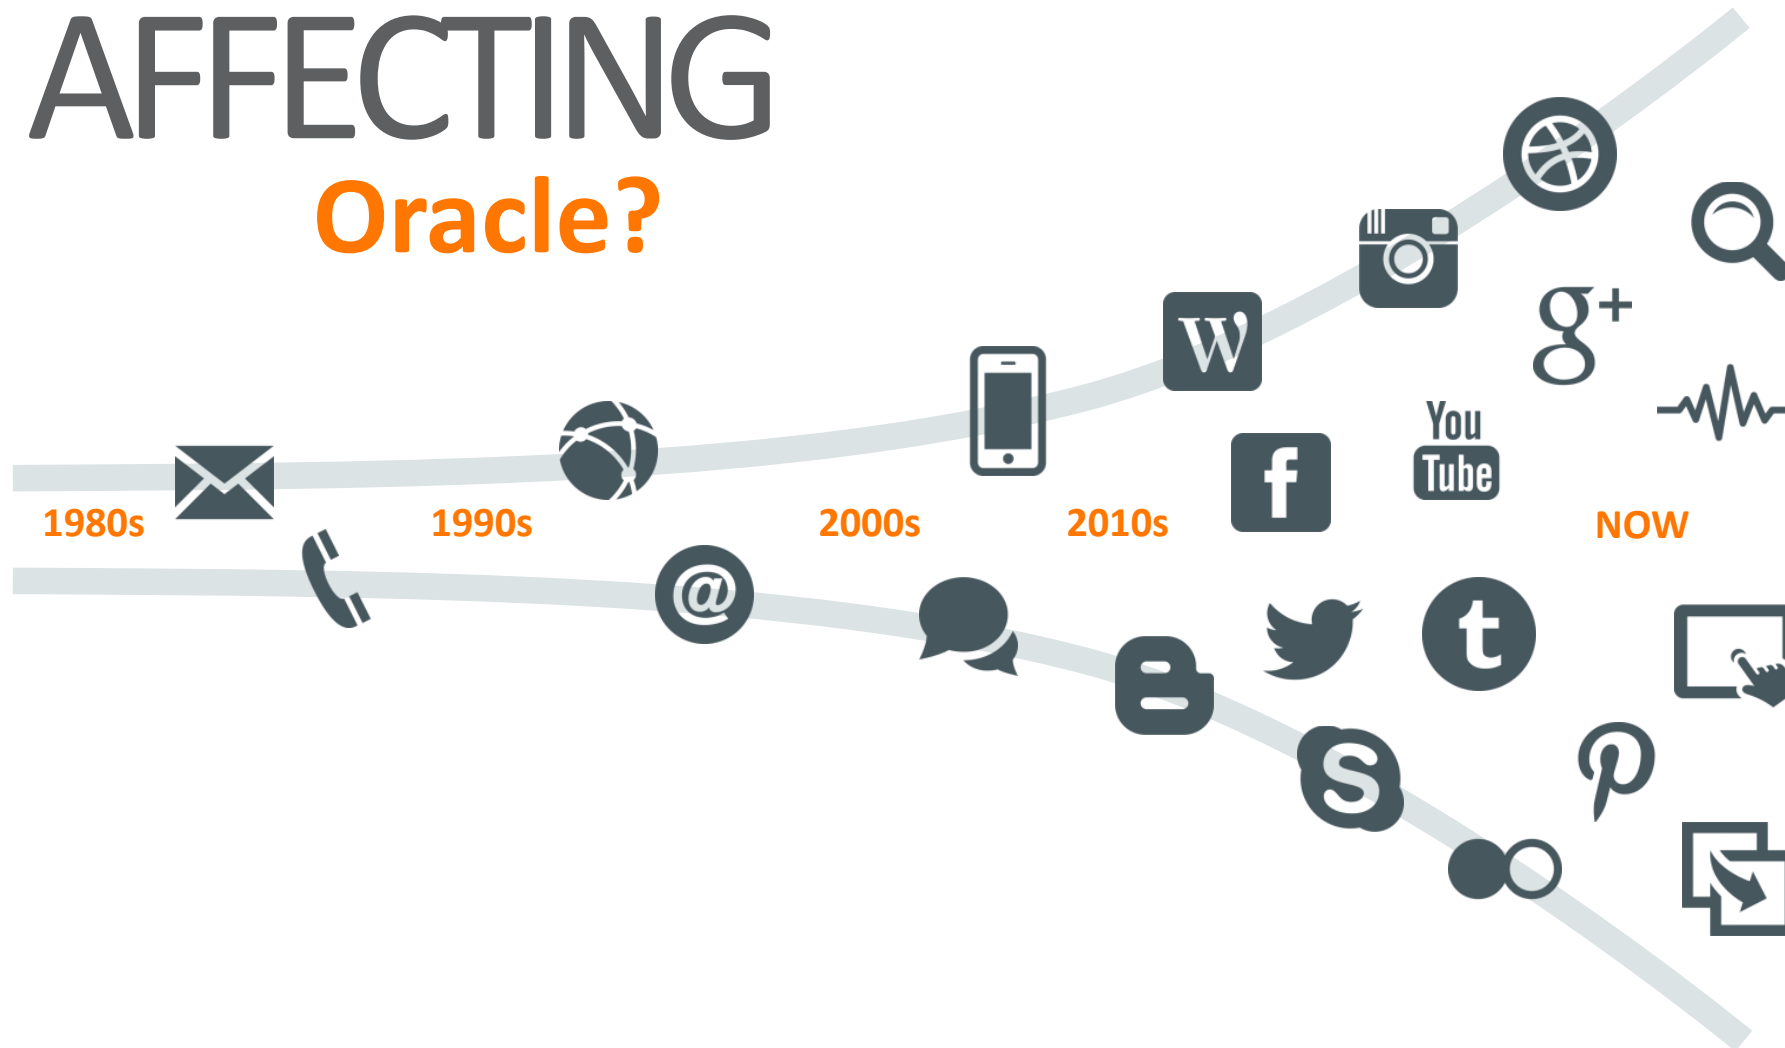 AFFECTING
Oracle?
1980s
1990s
2000s
2010s
NOW
W
g+
You
Tube
f
@
t
S